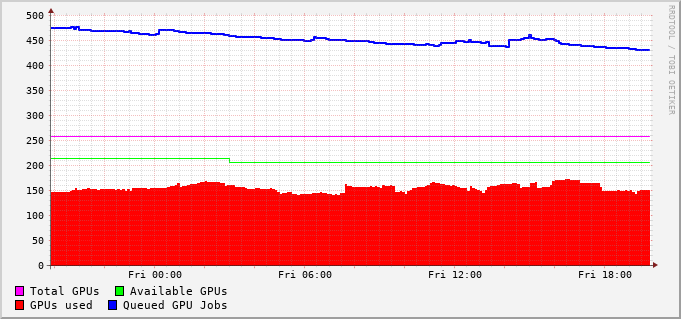 500
450
400
350
300
250
200
150
100
50
0
Fri 00:00 Fri 06:00 Fri 12:00 Fri 18:00
Total GPUs Available GPUs
GPUs used Queued GPU Jobs
RRDTOOL / TOBI OETIKER